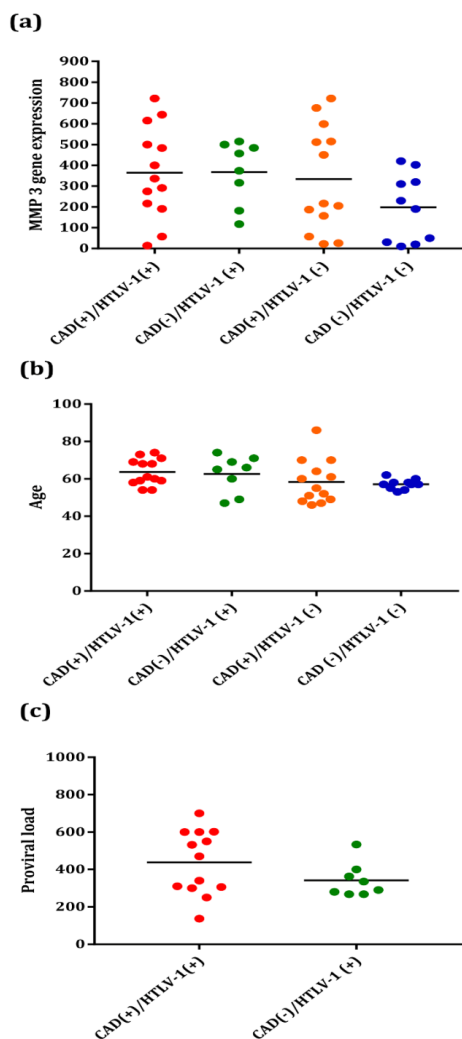 (a)
MMP 3 gene expression
900
800
700
600
500
400
300
200
100
0
CAD(+)/HTLV-1(+)
CAD(-)/HTLV-1 (+)
CAD(+)/HTLV-1 (-)
CAD (-)/HTLV-1 (-)
(b)
Age
100
80
60
40
20
0
CAD(+)/HTLV-1(+)
CAD(-)/HTLV-1 (+)
CAD(+)/HTLV-1 (-)
CAD (-)/HTLV-1 (-)
(c)
Proviral load
1000
800
600
400
200
0
CAD(+)/HTLV-1(+)
CAD(-)/HTLV-1 (+)